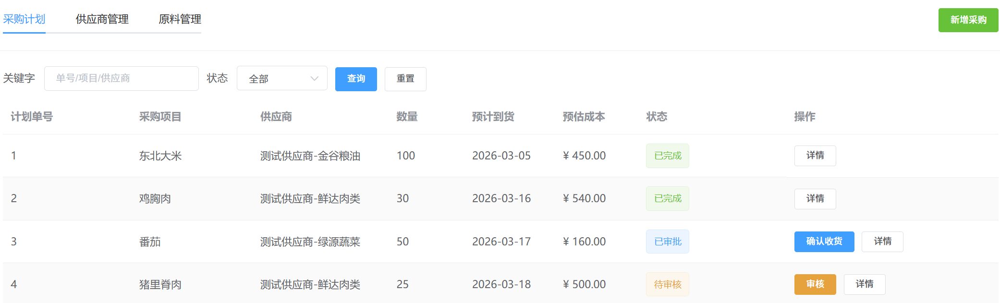 采购计划 供应商管理 原料管理 新增采购
关键字 单号/项目/供应商 状态 全部 查询 重置
计划单号 采购项目 供应商 数量 预计到货 预估成本 状态 操作
1 东北大米 测试供应商-金谷粮油 100 2026-03-05 ¥ 450.00 已完成 详情
2 鸡胸肉 测试供应商-鲜达肉类 30 2026-03-16 ¥ 540.00 已完成 详情
3 番茄 测试供应商-绿源蔬菜 50 2026-03-17 ¥ 160.00 已审批 确认收货 详情
4 猪里脊肉 测试供应商-鲜达肉类 25 2026-03-18 ¥ 500.00 待审核 审核 详情